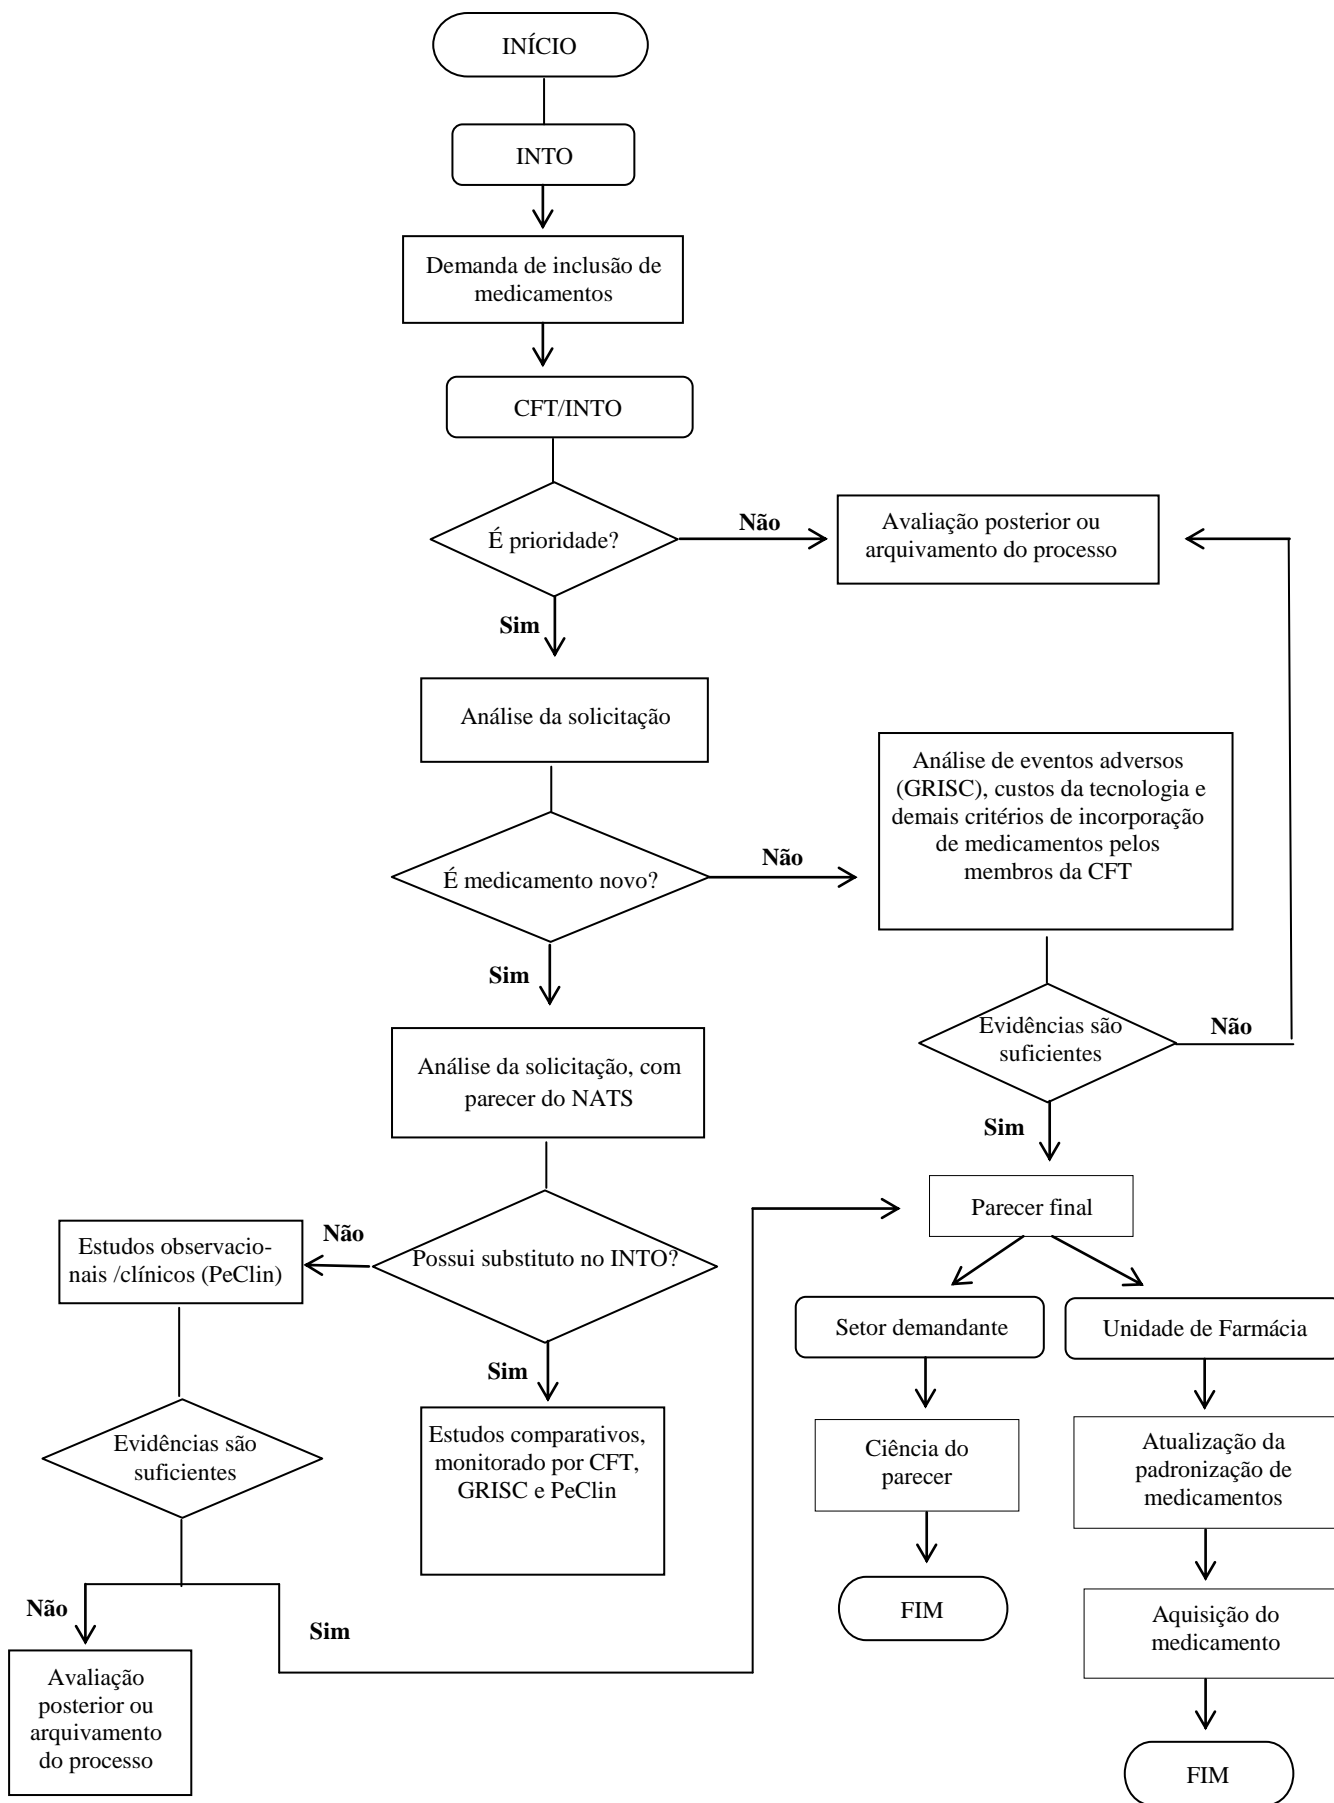 INÍCIO
INTO
Demanda de inclusão de
medicamentos
CFT/INTO
É prioridade?
Não
Avaliação posterior ou
arquivamento do processo
Sim
Análise da solicitação
É medicamento novo?
Não
Análise de eventos adversos
(GRISC), custos da tecnologia e
demais critérios de incorporação
de medicamentos pelos
membros da CFT
Sim
Evidências são
suficientes
Não
Análise da solicitação, com
parecer do NATS
Sim
Parecer final
Possui substituto no INTO?
Não
Estudos observacio-
nais /clínicos (PeClin)
Sim
Setor demandante
Unidade de Farmácia
Estudos comparativos,
monitorado por CFT,
GRISC e PeClin
Evidências são
suficientes
Ciência do
parecer
Atualização da
padronização de
medicamentos
Não
Sim
FIM
Aquisição do
medicamento
Avaliação
posterior ou
arquivamento
do processo
FIM